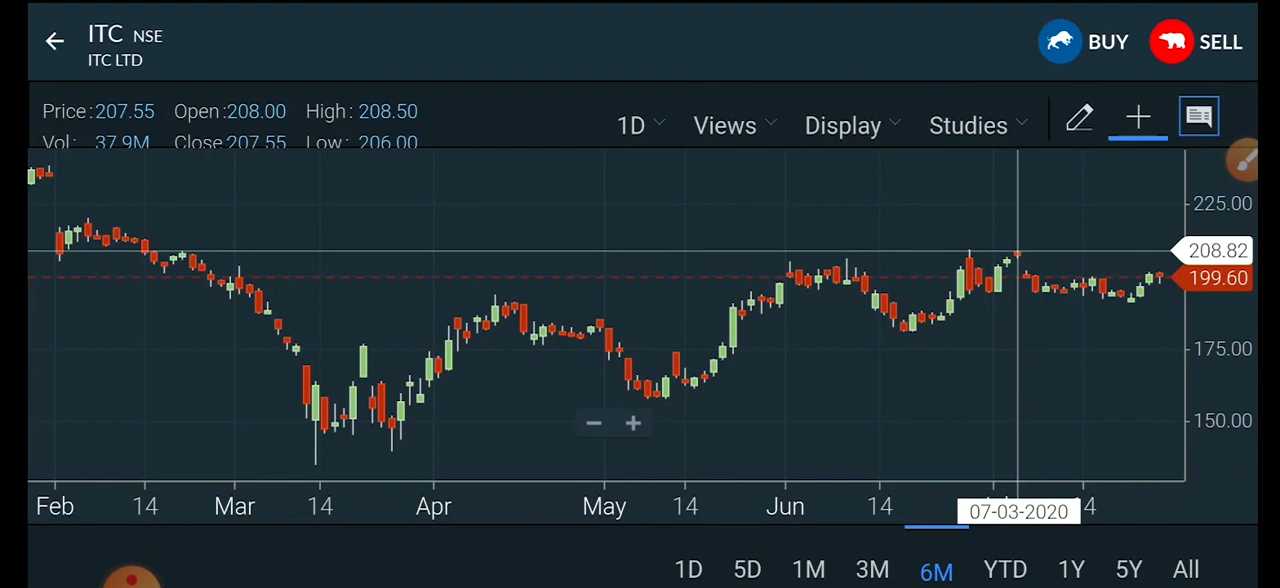 ITC NSE
ITC LTD
BUY
SELL
Price:207.55 Open:208.00 High: 208.50
Vol: 37.9M Close 207.55 Low: 206.00
1D Views Display Studies
225.00
208.82
199.60
175.00
150.00
Feb 14 Mar 14 Apr May 14 Jun 14 07-03-2020 4
1D 5D 1M 3M 6M YTD 1Y 5Y All